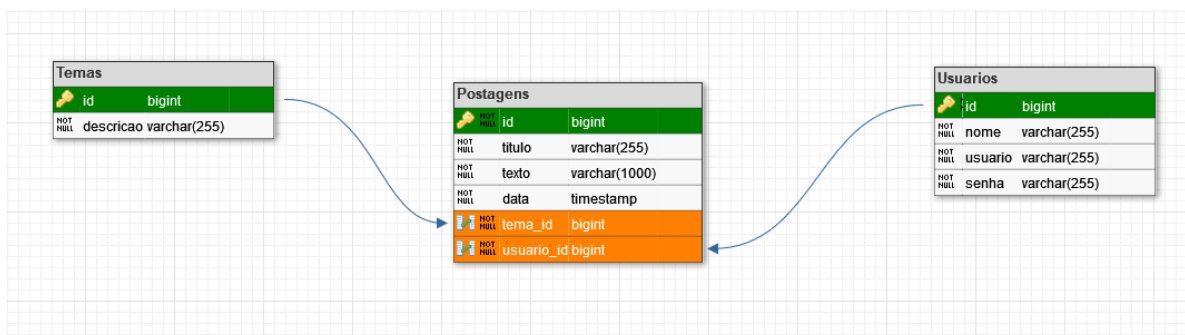 Temas
id bigint
NOT NULL descricao varchar(255)
Postagens
NOT NULL id bigint
NOT NULL titulo varchar(255)
NOT NULL texto varchar(1000)
NOT NULL data timestamp
NOT NULL tema_id bigint
NOT NULL usuario_id bigint
Usuarios
id bigint
NOT NULL nome varchar(255)
NOT NULL usuario varchar(255)
NOT NULL senha varchar(255)